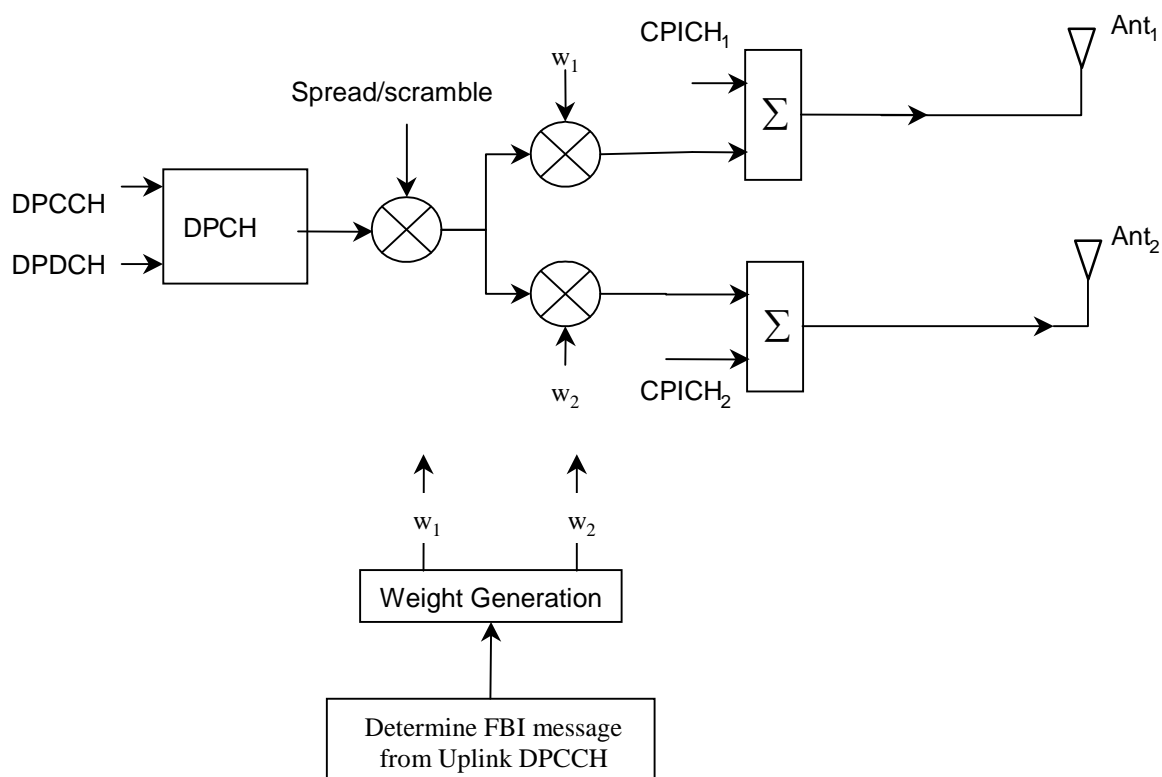 CPICH1
Ant1
w1
Spread/scramble
Σ
DPCCH
DPCH
DPDCH
Ant2
Σ
w2
CPICH2
w1
w2
Weight Generation
Determine FBI message
from Uplink DPCCH